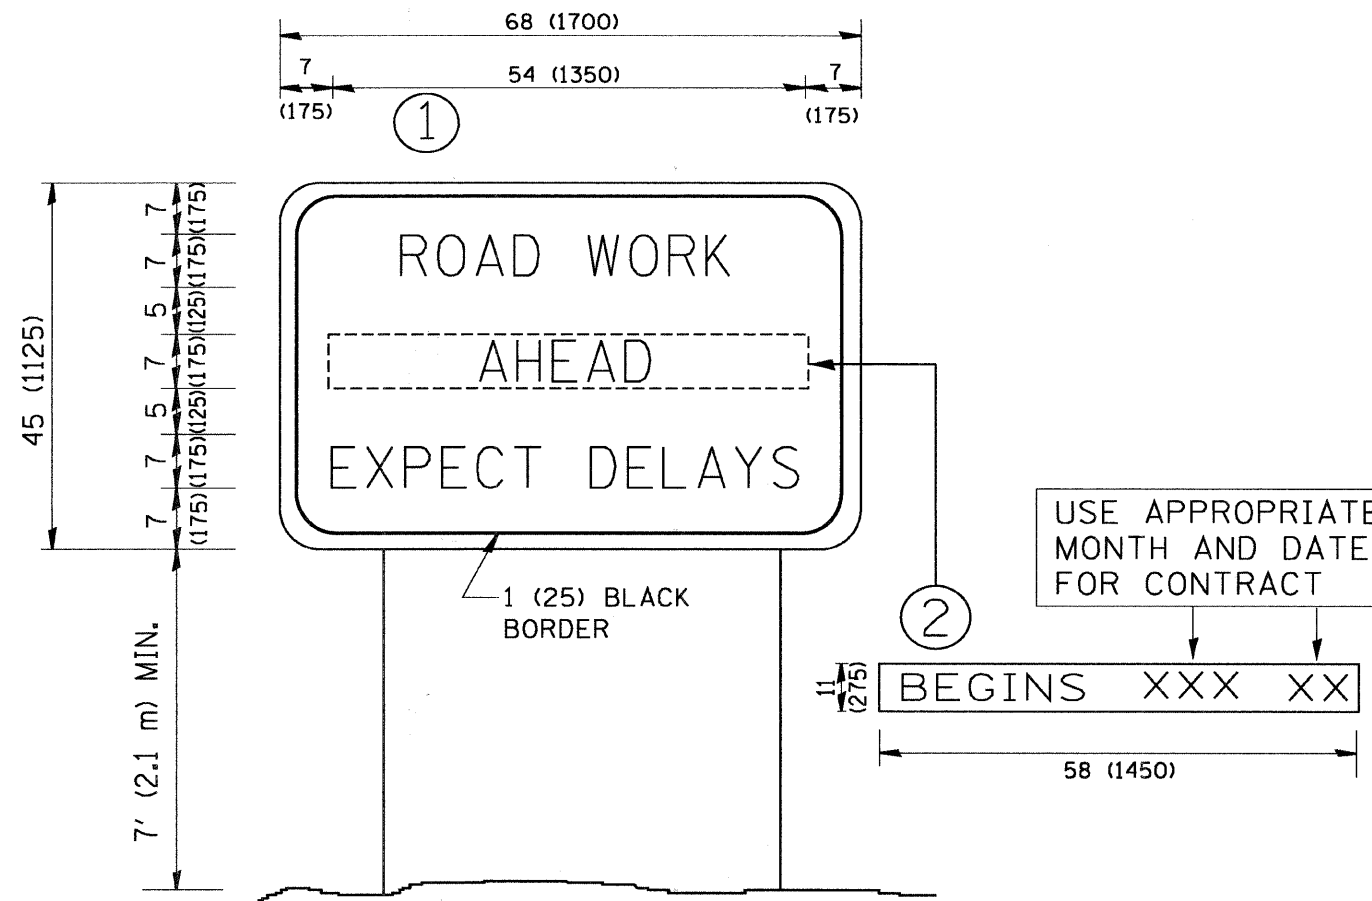 68 (1700)
7
54 (1350)
7
(175)
(175)
1
45 (1125)
7 (175)
7 (175)
5 (125)
7 (175)
5 (125)
7 (175)
7 (175)
ROAD WORK
AHEAD
EXPECT DELAYS
1 (25) BLACK
BORDER
7' (2.1 m) MIN.
USE APPROPRIATE
MONTH AND DATE
FOR CONTRACT
2
11
(275)
BEGINS XXX XX
58 (1450)